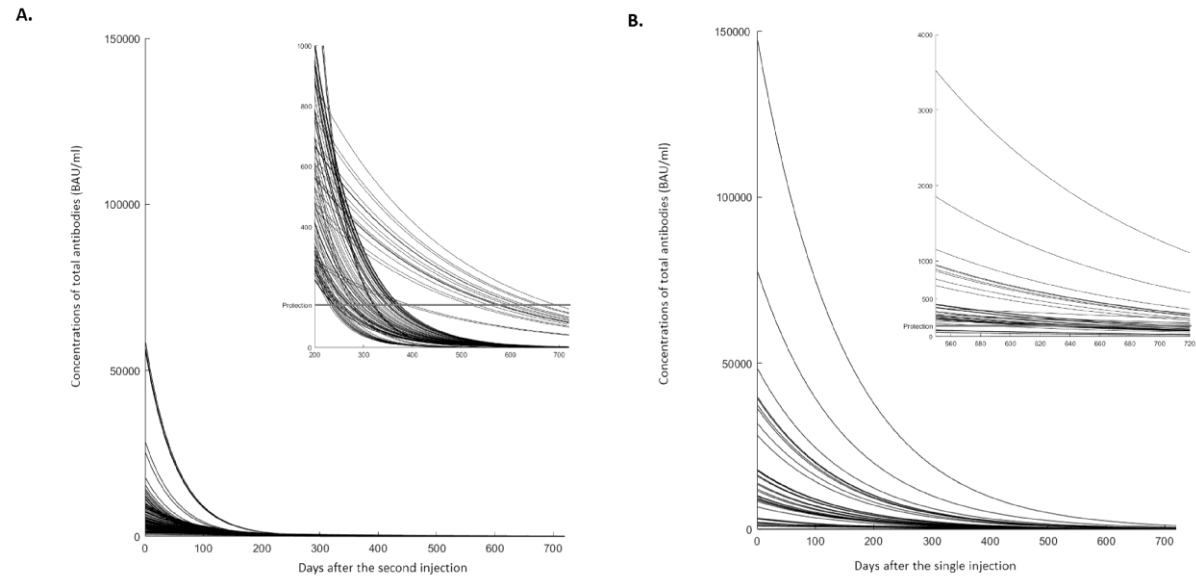 A.
150000
100000
50000
0
0 100 200 300 400 500 600 700
Concentrations of total antibodies (BAU/ml)
Days after the second injection
1000
800
600
400
Protection
0
200 300 400 500 600 700
B.
150000
100000
50000
0
0 100 200 300 400 500 600 700
Concentrations of total antibodies (BAU/ml)
Days after the single injection
4000
3000
2000
1000
500
Protection
0
560 580 600 620 640 660 680 700 720